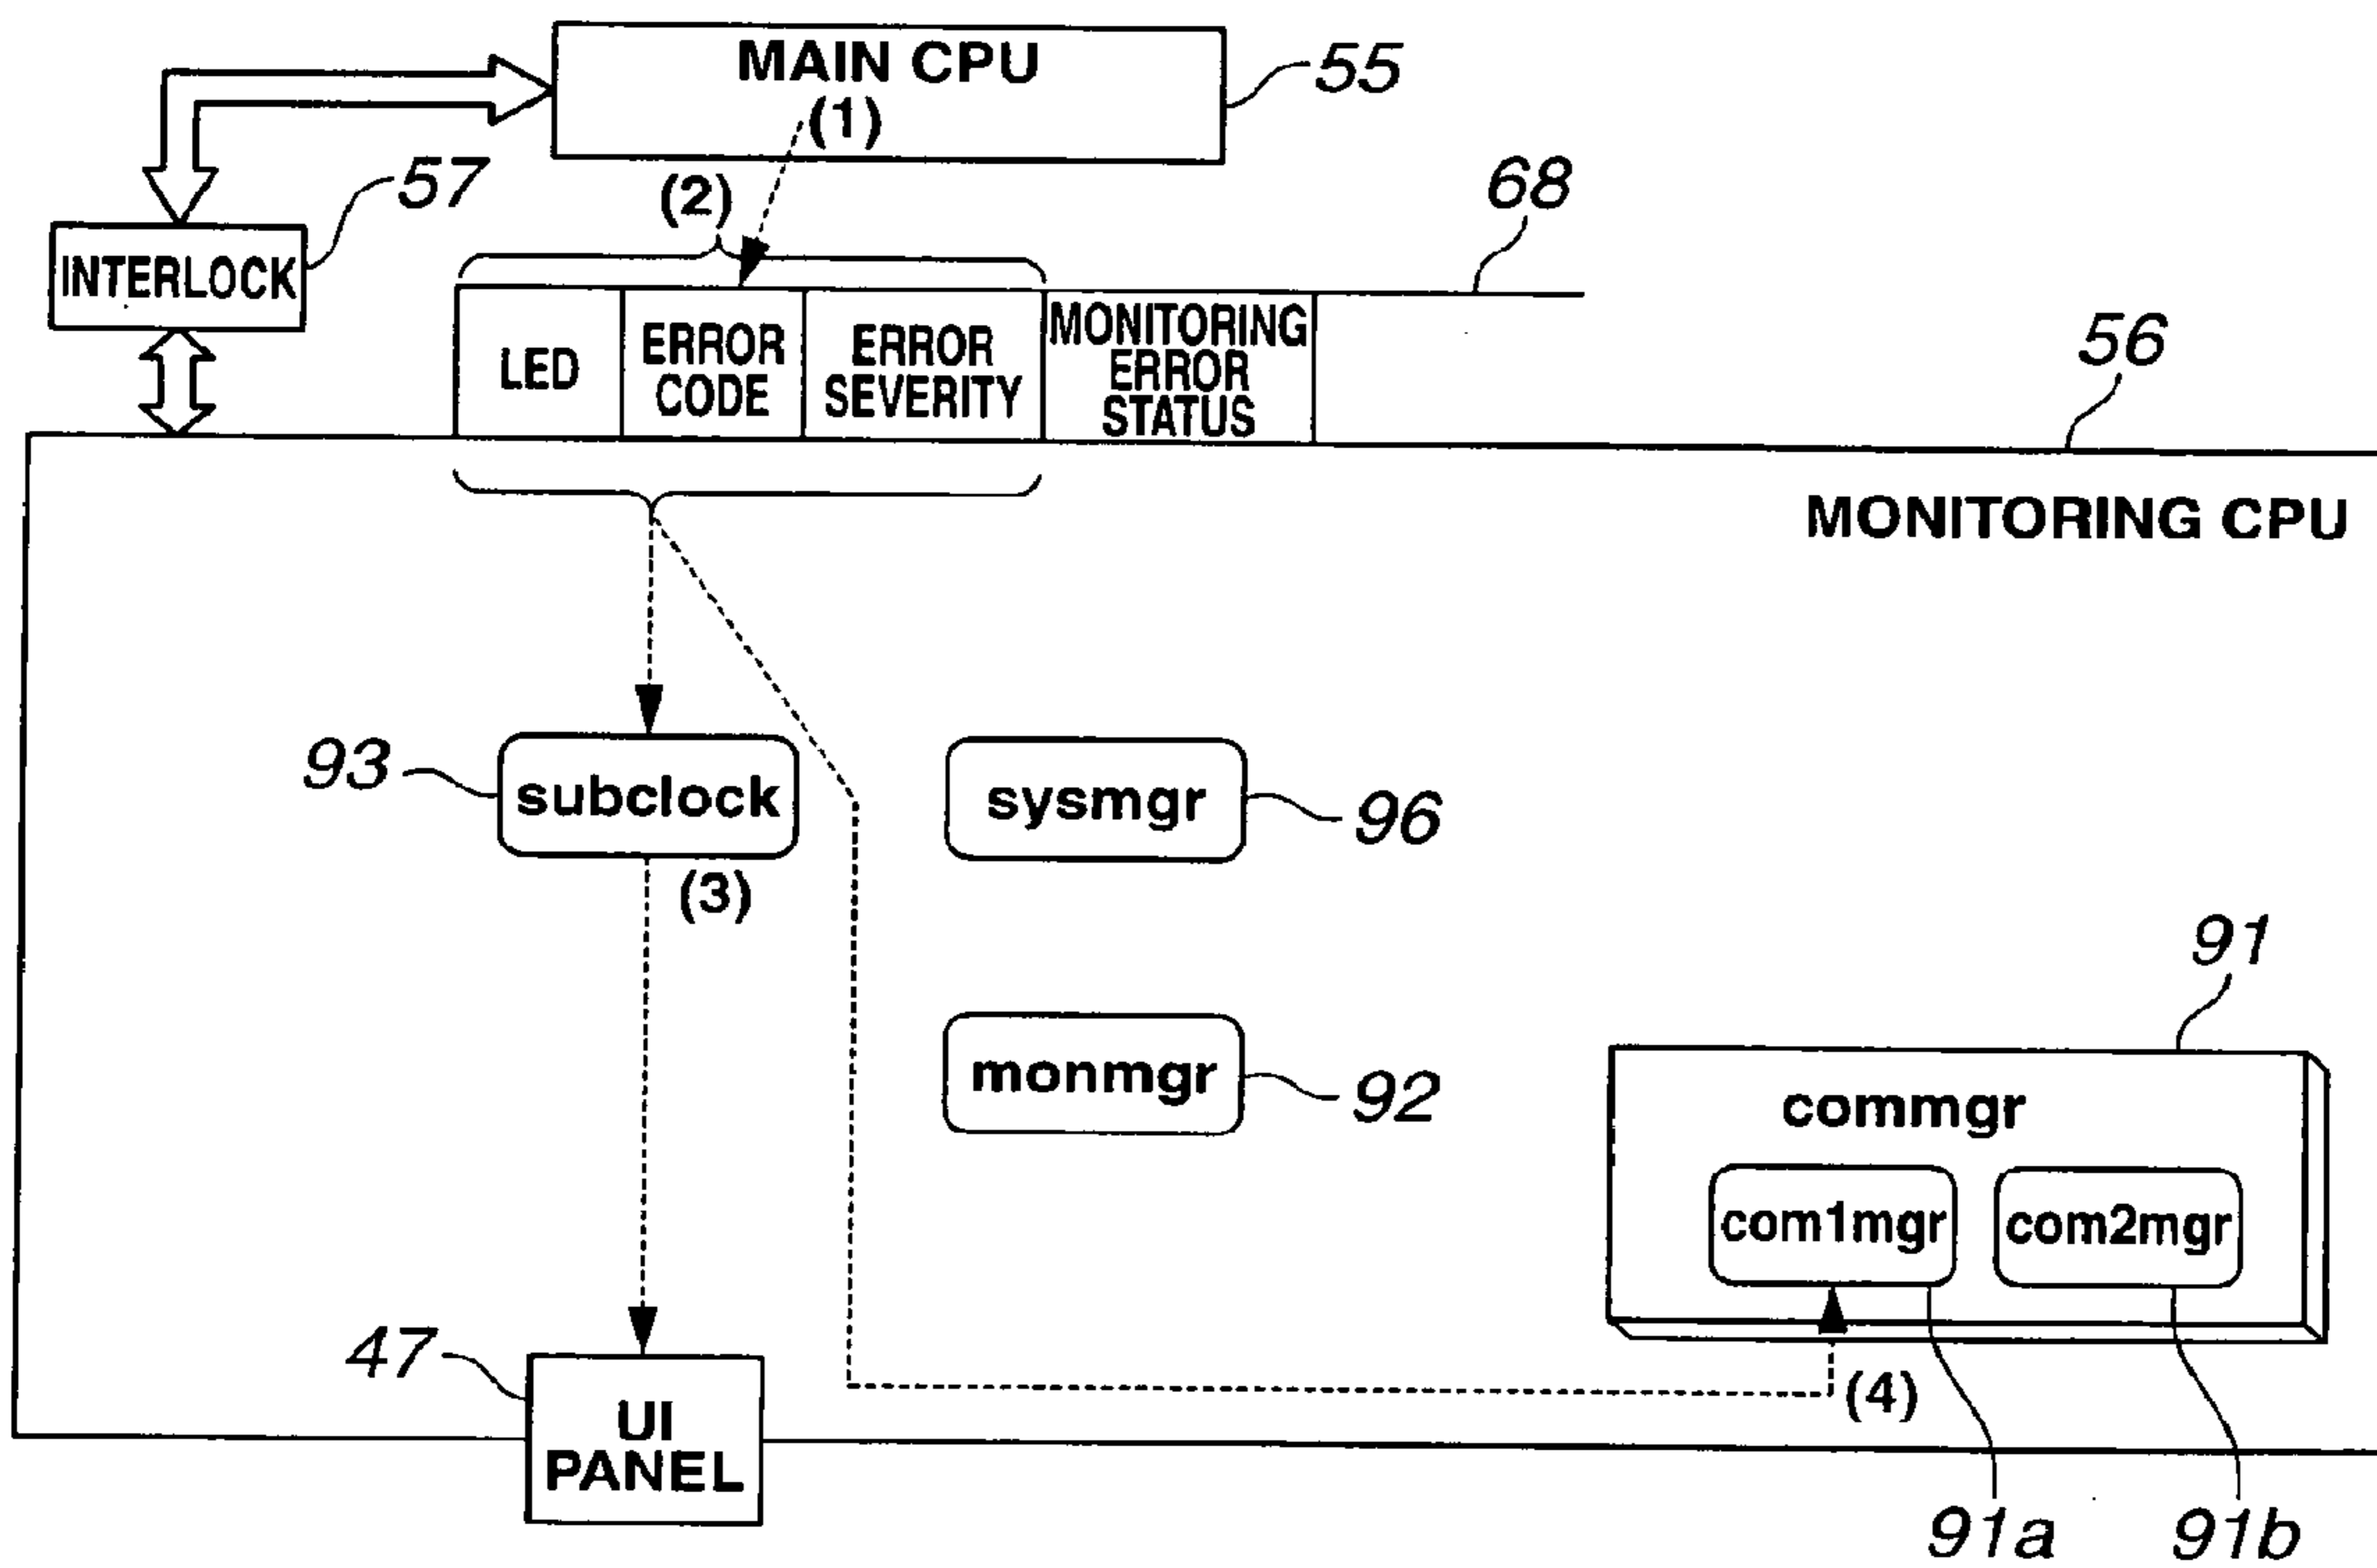 MAIN CPU
(1)
55
57
(2)
68
INTERLOCK
LED
ERROR
CODE
ERROR
SEVERITY
MONITORING
ERROR
STATUS
56
MONITORING CPU
93
subclock
sysmgr
96
(3)
91
monmgr
92
commgr
com1mgr
com2mgr
47
UI
PANEL
(4)
91a
91b